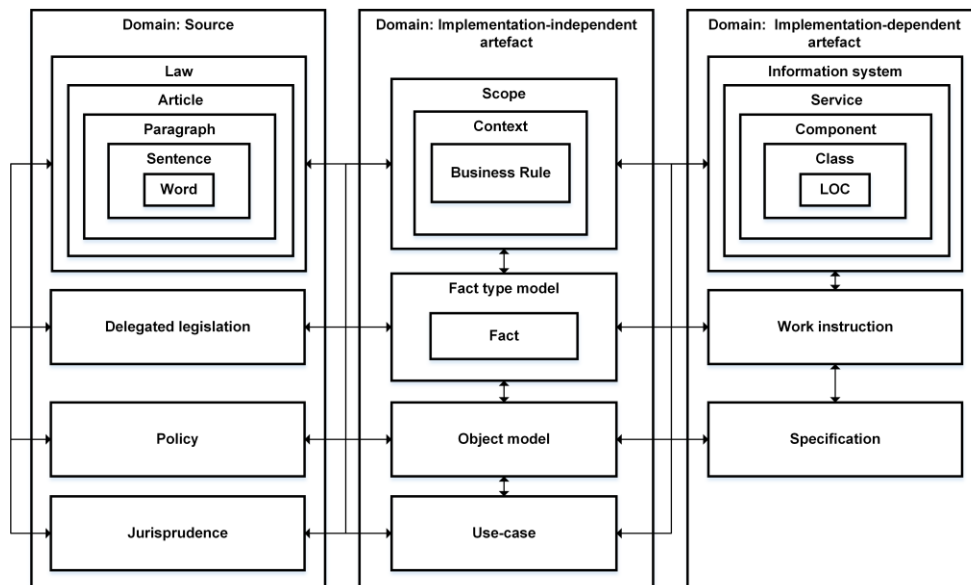 Domain: Source
Law
Article
Paragraph
Sentence
Word
Delegated legislation
Policy
Jurisprudence
Domain: Implementation-independent
artefact
Scope
Context
Business Rule
Fact type model
Fact
Object model
Use-case
Domain: Implementation-dependent
artefact
Information system
Service
Component
Class
LOC
Work instruction
Specification